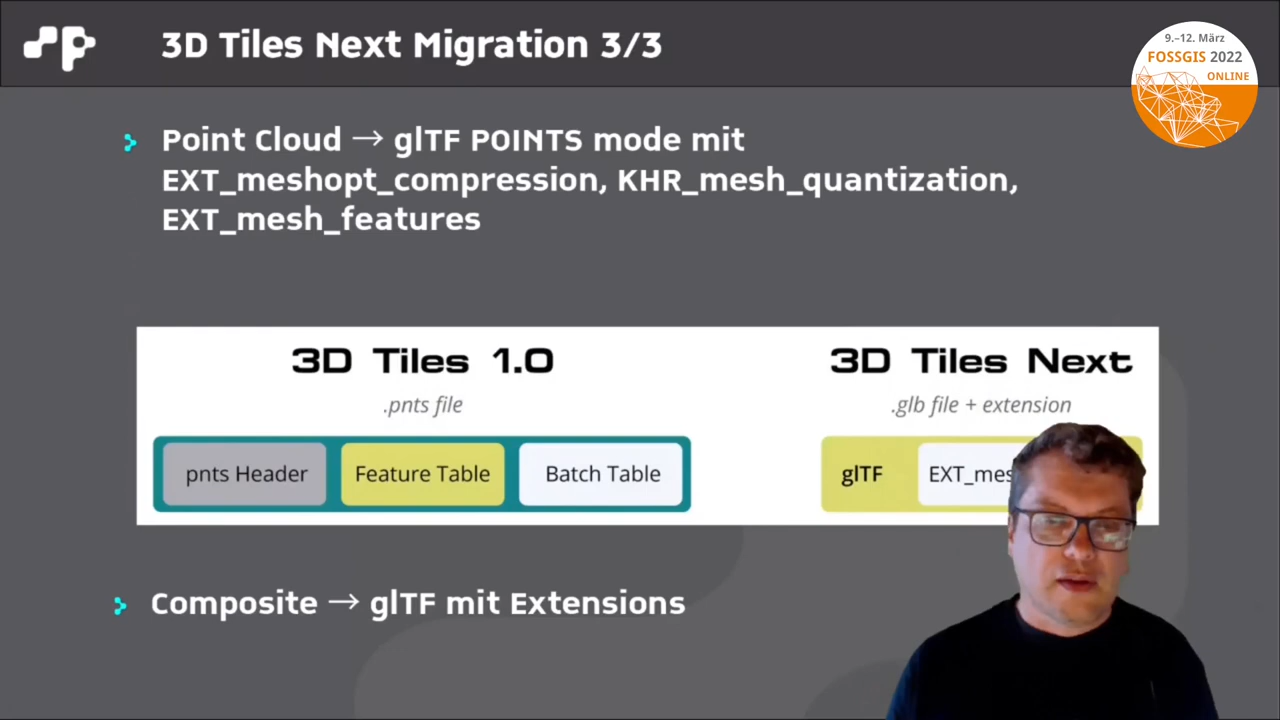 3D Tiles Next Migration 3/3
9.–12. März
FOSSGIS 2022
ONLINE
Point Cloud → glTF POINTS mode mit
EXT_meshopt_compression, KHR_mesh_quantization,
EXT_mesh_features
3D Tiles 1.0
3D Tiles Next
.pnts file
.glb file + extension
pnts Header
Feature Table
Batch Table
glTF
EXT_mes
Composite → glTF mit Extensions